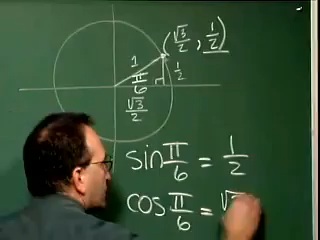 (√3/2, 1/2)
1
1/2
π/6
√3/2
sin π/6 = 1/2
cos π/6 = √